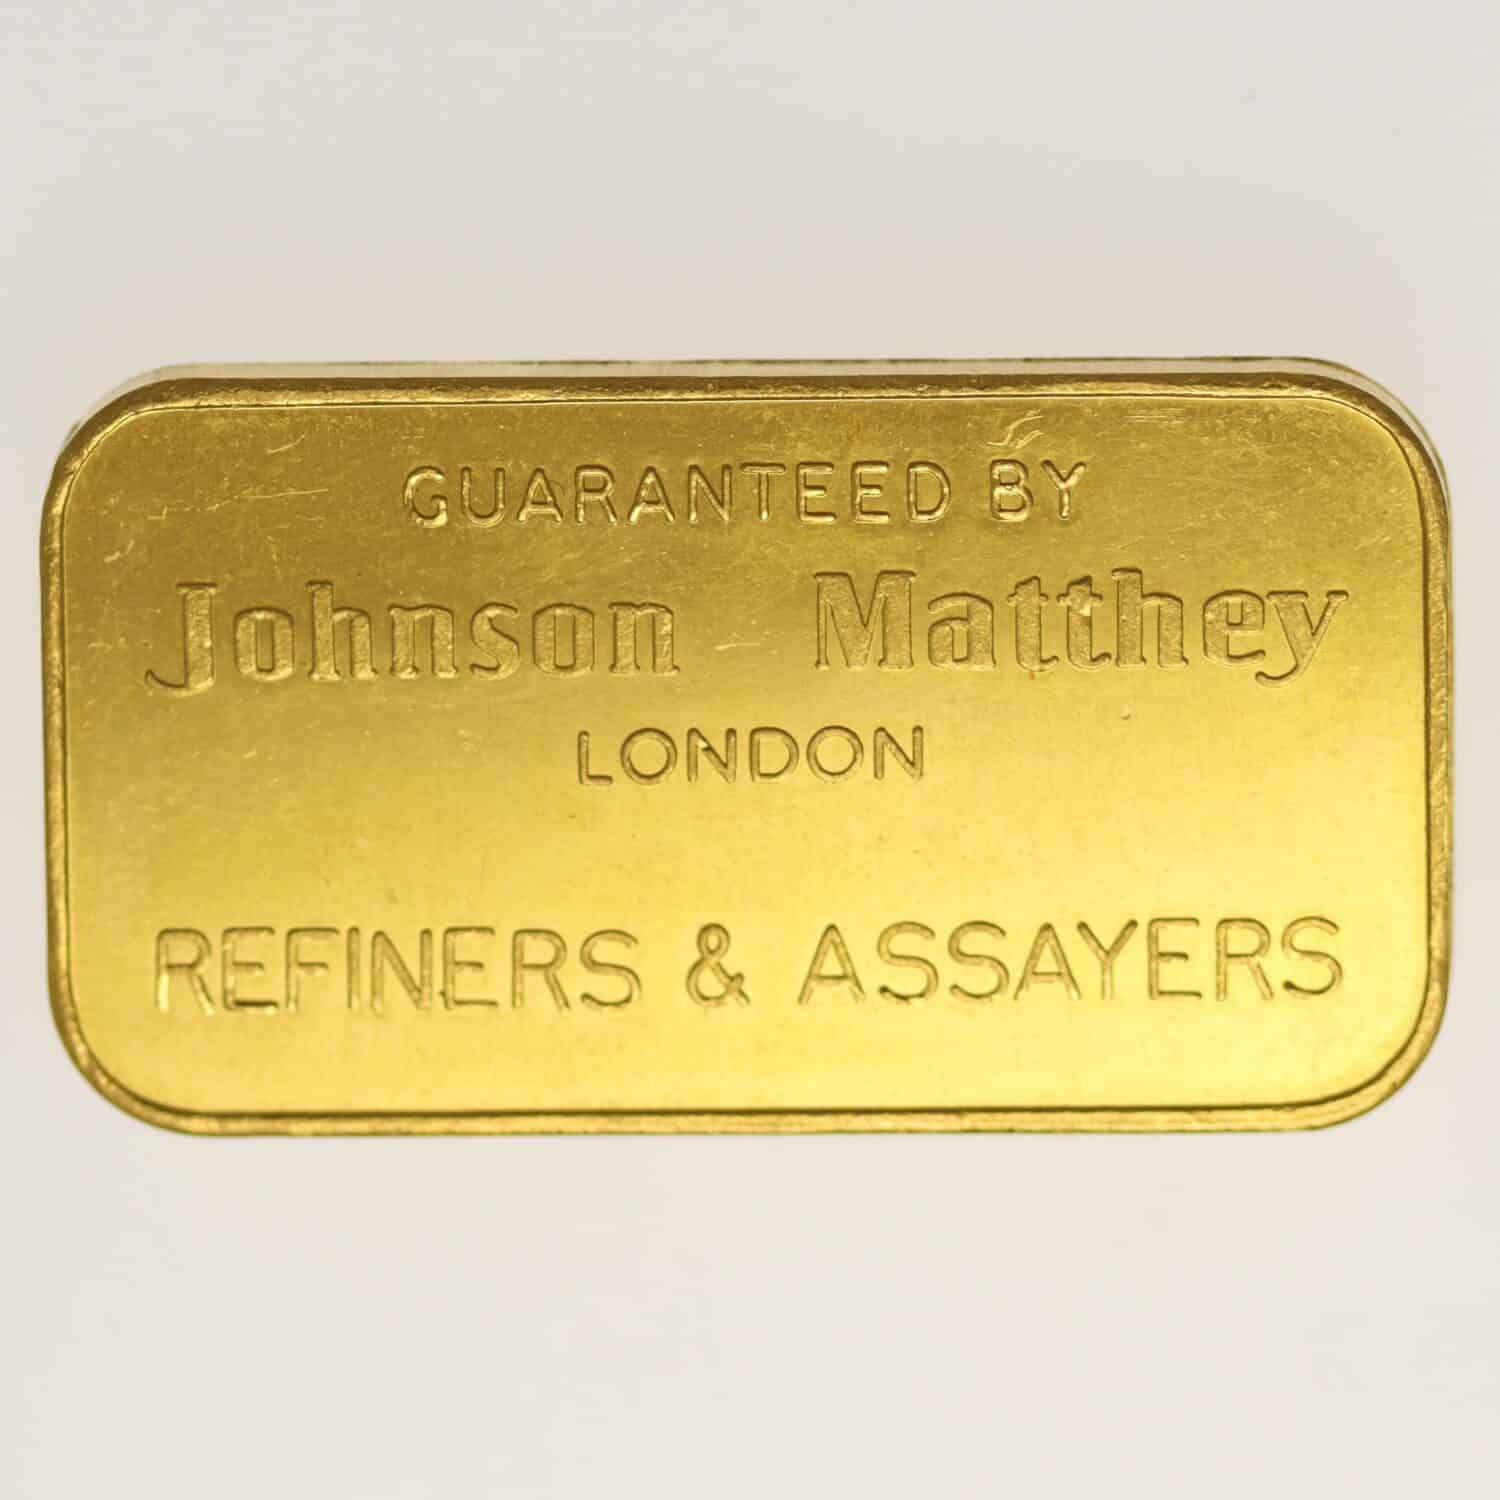 GUARANTEED BY
Johnson Matthey
LONDON
REFINERS & ASSAYERS